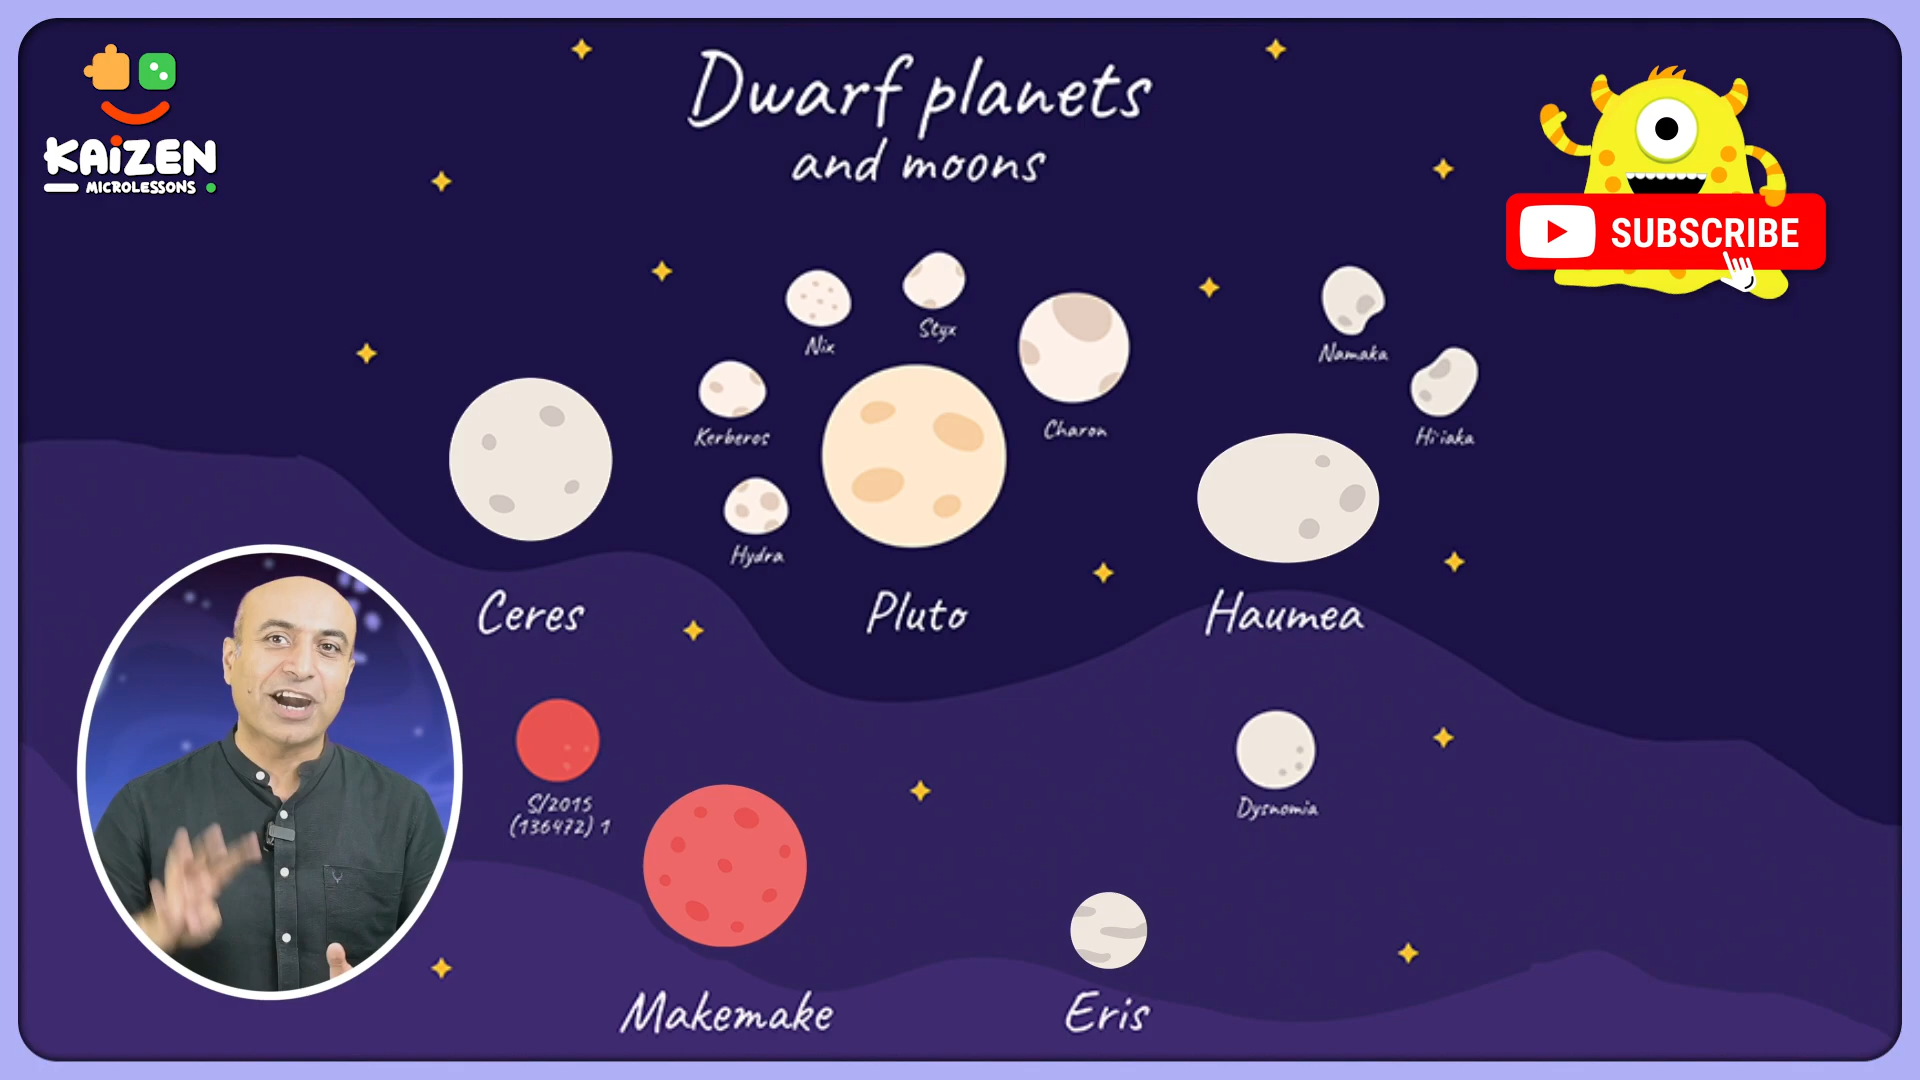 KAiZEN
MICROLESSONS
Dwarf planets
and moons
SUBSCRIBE
Nix
Styx
Namaka
Kerberos
Charon
Hi'iaka
Hydra
Ceres
Pluto
Haumea
S/2015
(136472) 1
Dysnomia
Makemake
Eris